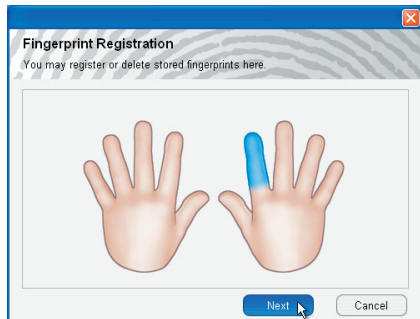 Fingerprint Registration
You may register or delete stored fingerprints here.
Next
Cancel